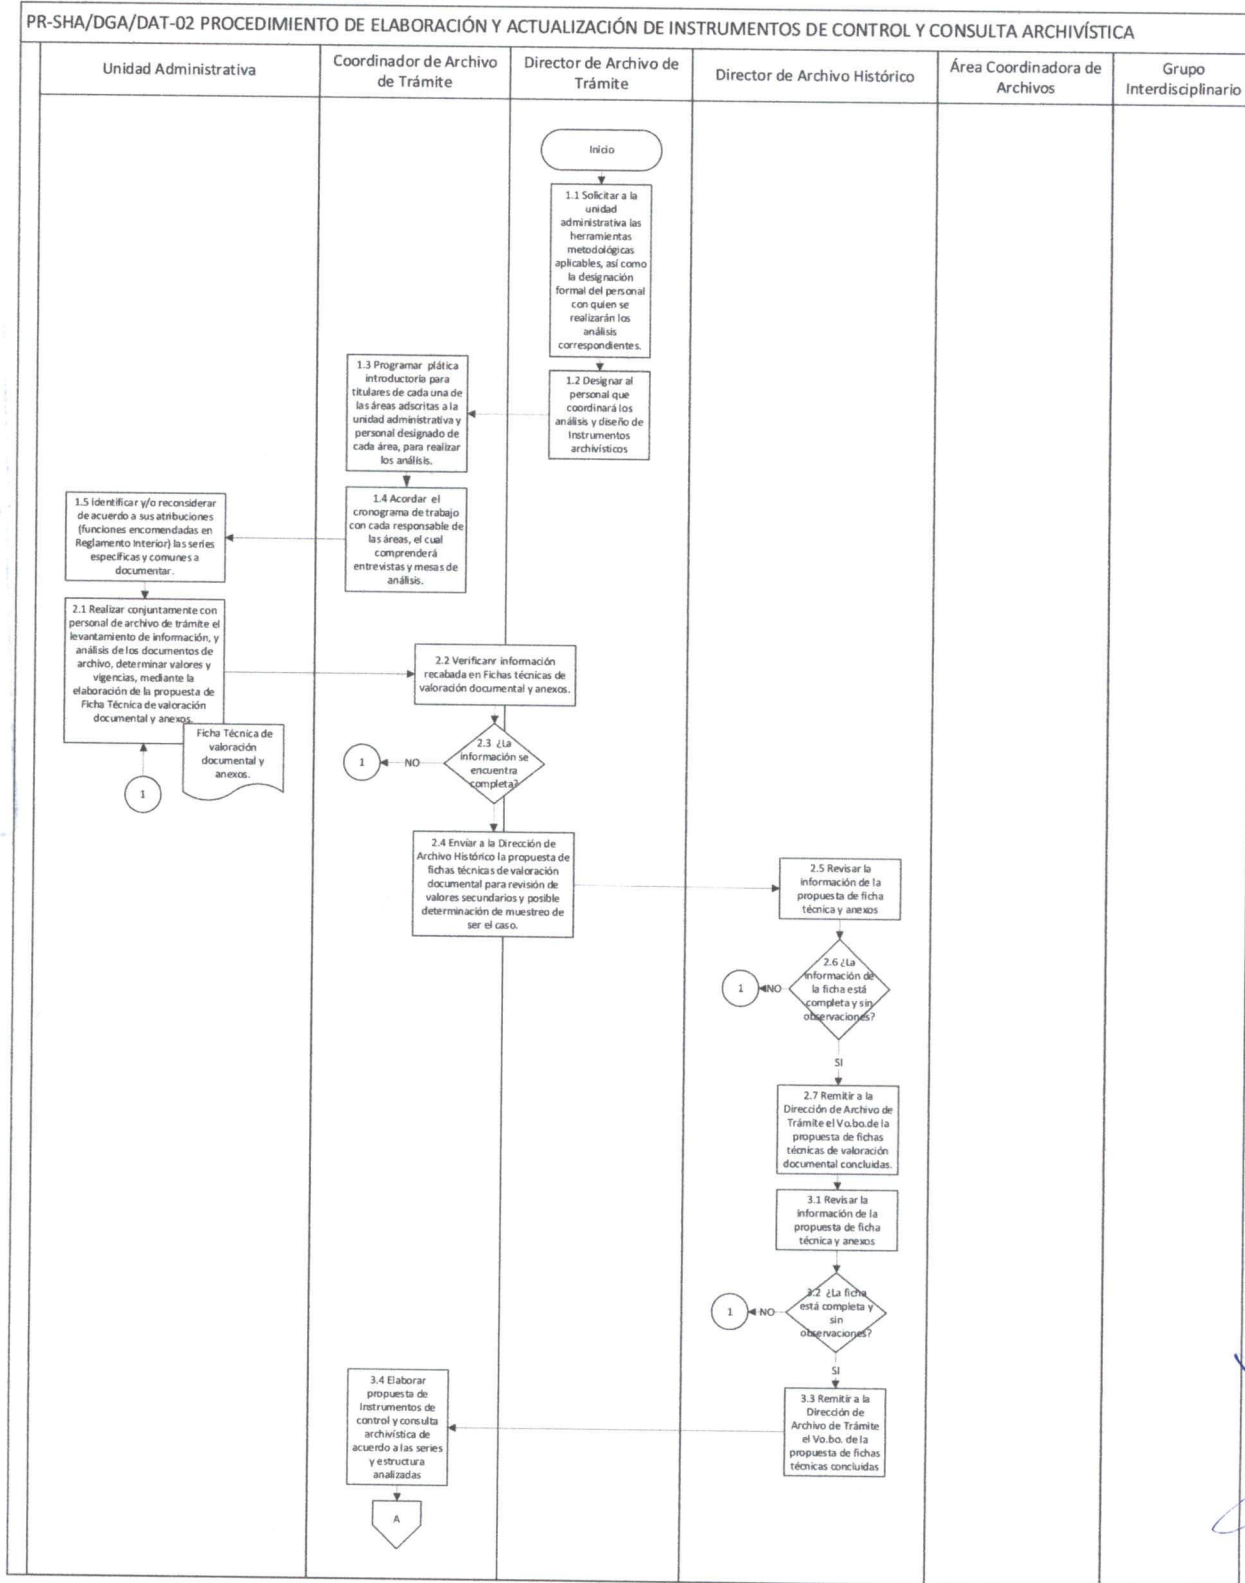 PR-SHA/DGA/DAT-02 PROCEDIMIENTO DE ELABORACIÓN Y ACTUALIZACIÓN DE INSTRUMENTOS DE CONTROL Y CONSULTA ARCHIVÍSTICA
Unidad Administrativa
Coordinador de Archivo
de Trámite
Director de Archivo de
Trámite
Director de Archivo Histórico
Área Coordinadora de
Archivos
Grupo
Interdisciplinario
Inicio
1.1 Solicitar a la
unidad
administrativa las
herramientas
metodológicas
aplicables, así como
la designación
formal del personal
con quien se
realizarán los
análisis
correspondientes.
1.2 Designar al
personal que
coordinará los
análisis y diseño de
Instrumentos
archivísticos
1.3 Programar plática
introductoria para
titulares de cada una de
las áreas adscritas a la
unidad administrativa y
personal designado de
cada área, para realizar
los análisis.
1.4 Acordar el
cronograma de trabajo
con cada responsable de
las áreas, el cual
comprenderá
entrevistas y mesas de
análisis.
1.5 Identificar y/o reconsiderar
de acuerdo a sus atribuciones
(funciones encomendadas en
Reglamento Interior) las series
específicas y comunes a
documentar.
2.1 Realizar conjuntamente con
personal de archivo de trámite el
levantamiento de información, y
análisis de los documentos de
archivo, determinar valores y
vigencias, mediante la
elaboración de la propuesta de
Ficha Técnica de valoración
documental y anexos.
Ficha Técnica de
valoración
documental y
anexos.
1
2.2 Verificanr información
recabada en Fichas técnicas de
valoración documental y anexos.
2.3 ¿La
información se
encuentra
completa?
NO
1
2.4 Enviar a la Dirección de
Archivo Histórico la propuesta de
fichas técnicas de valoración
documental para revisión de
valores secundarios y posible
determinación de muestreo de
ser el caso.
2.5 Revisar la
información de la
propuesta de ficha
técnica y anexos
2.6 ¿La
información de
la ficha está
completa y sin
observaciones?
NO
1
SI
2.7 Remitir a la
Dirección de Archivo de
Trámite el Vo.bo.de la
propuesta de fichas
técnicas de valoración
documental concluidas.
3.1 Revisar la
información de la
propuesta de ficha
técnica y anexos
3.2 ¿La ficha
está completa y
sin
observaciones?
NO
1
SI
3.3 Remitir a la
Dirección de
Archivo de Trámite
el Vo.bo. de la
propuesta de fichas
técnicas concluidas
3.4 Elaborar
propuesta de
Instrumentos de
control y consulta
archivística de
acuerdo a las series
y estructura
analizadas
A